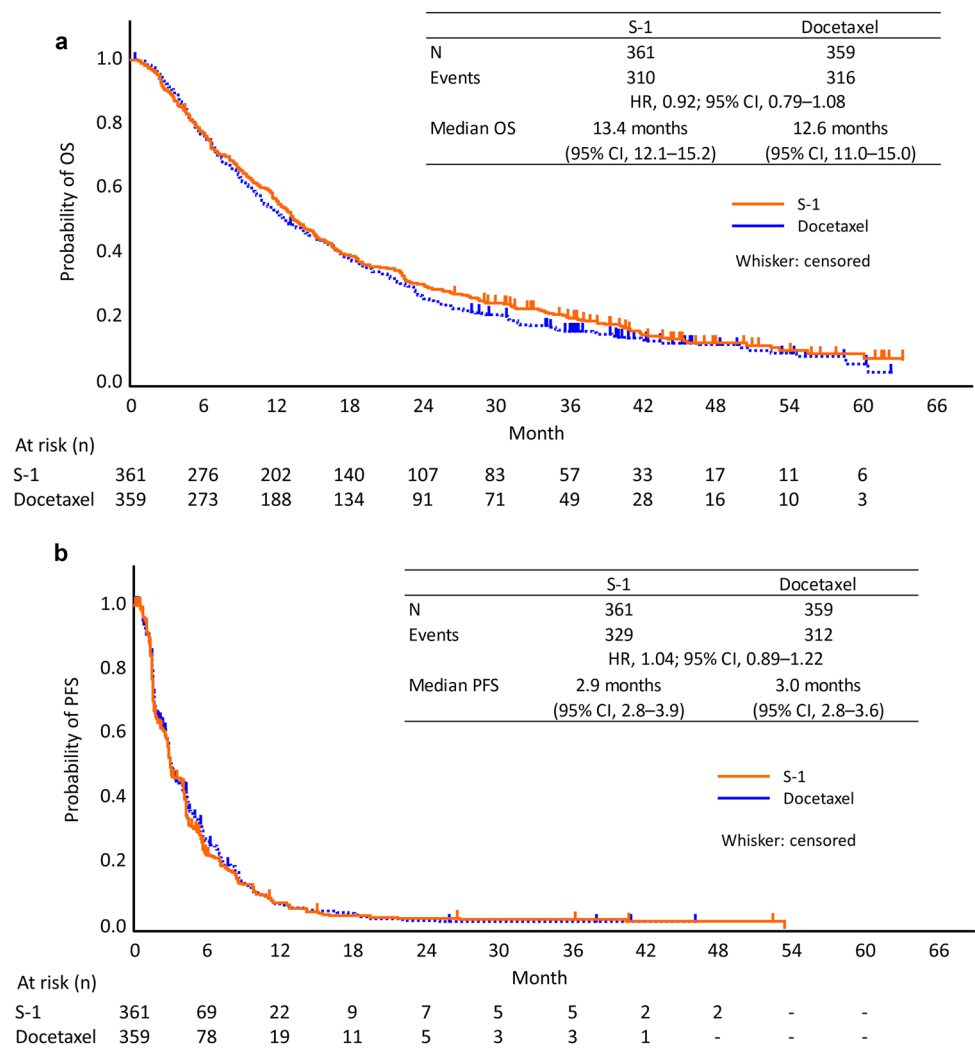 a
S-1 Docetaxel
N 361 359
Events 310 316
HR, 0.92; 95% CI, 0.79–1.08
Median OS 13.4 months 12.6 months
(95% CI, 12.1–15.2) (95% CI, 11.0–15.0)
S-1
Docetaxel
Whisker: censored
Probability of OS
1.0
0.8
0.6
0.4
0.2
0.0
0 6 12 18 24 30 36 42 48 54 60 66
Month
At risk (n)
S-1 361 276 202 140 107 83 57 33 17 11 6
Docetaxel 359 273 188 134 91 71 49 28 16 10 3
b
S-1 Docetaxel
N 361 359
Events 329 312
HR, 1.04; 95% CI, 0.89–1.22
Median PFS 2.9 months 3.0 months
(95% CI, 2.8–3.9) (95% CI, 2.8–3.6)
S-1
Docetaxel
Whisker: censored
Probability of PFS
1.0
0.8
0.6
0.4
0.2
0.0
0 6 12 18 24 30 36 42 48 54 60 66
Month
At risk (n)
S-1 361 69 22 9 7 5 5 2 2 - -
Docetaxel 359 78 19 11 5 3 3 1 - - -